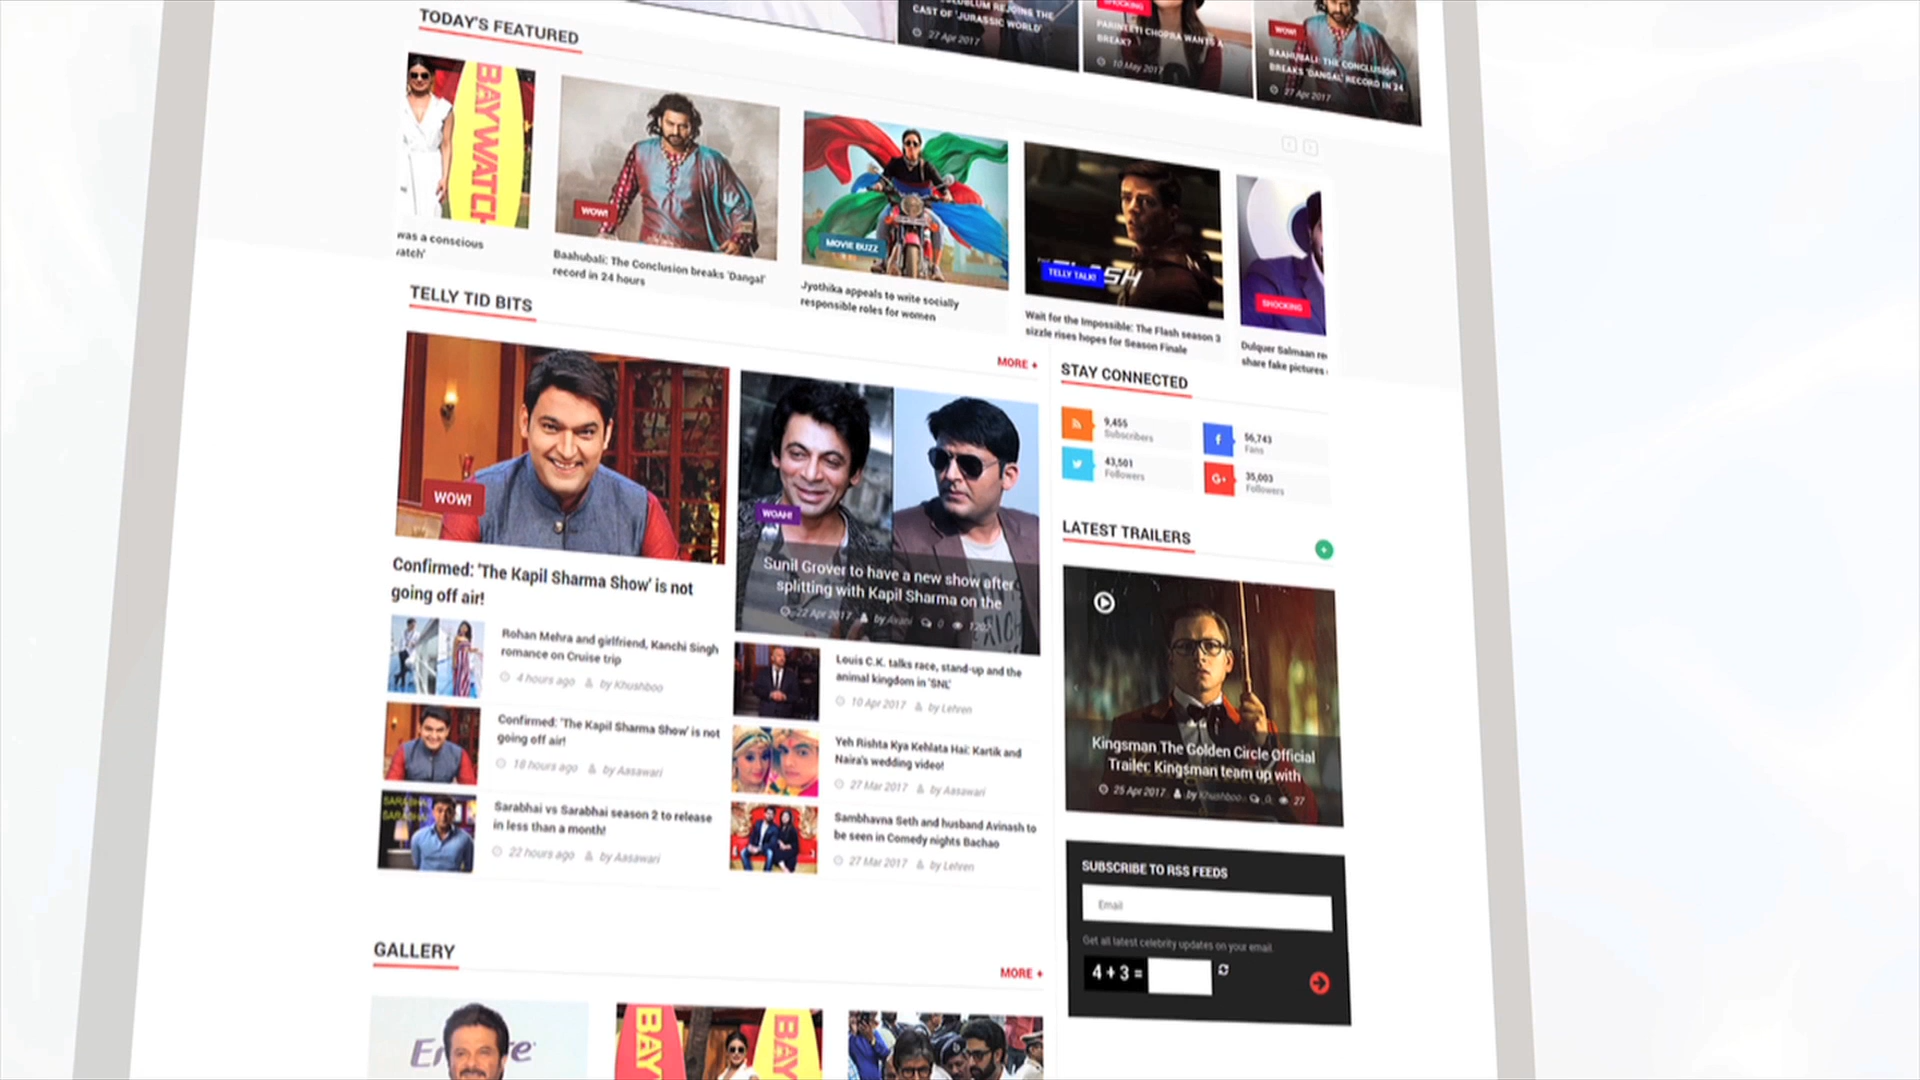 TODAY'S FEATURED
CAST OF 'JURASSIC WORLD'
27 Apr 2017
SHOCKING
PARINEETI CHOPRA WANTS A
BREAK?
10 May 2017
WOW!
BAAHUBALI: THE CONCLUSION
BREAKS 'DANGAL' RECORD IN 24
27 Apr 2017
BAYWATCH
was a conscious
WOW!
Baahubali: The Conclusion breaks 'Dangal'
record in 24 hours
MOVIE BUZZ
Jyothika appeals to write socially
responsible roles for women
TELLY TALK!
SH
Wait for the Impossible: The Flash season 3
sizzle rises hopes for Season Finale
SHOCKING
Dulquer Salmaan re
share fake pictures
TELLY TID BITS
MORE +
WOW!
Confirmed: 'The Kapil Sharma Show' is not
going off air!
WOAH!
Sunil Grover to have a new show after
splitting with Kapil Sharma on the
22 Apr 2017 by Avani 0
RICH
Rohan Mehra and girlfriend, Kanchi Singh
romance on Cruise trip
4 hours ago by Khushboo
Confirmed: 'The Kapil Sharma Show' is not
going off air!
18 hours ago by Aasawari
Sarabhai vs Sarabhai season 2 to release
in less than a month!
22 hours ago by Aasawari
Louis C.K. talks race, stand-up and the
animal kingdom in 'SNL'
10 Apr 2017 by Lehren
Yeh Rishta Kya Kehlata Hai: Kartik and
Naira's wedding video!
27 Mar 2017 by Aasawari
Sambhavna Seth and husband Avinash to
be seen in Comedy nights Bachao
27 Mar 2017 by Lehren
STAY CONNECTED
9,455
Subscribers
56,743
Fans
43,501
Followers
G+
35,003
Followers
LATEST TRAILERS
Kingsman The Golden Circle Official
Trailer: Kingsman team up with
25 Apr 2017 by Khushboo 0 27
SUBSCRIBE TO RSS FEEDS
Email
Get all latest celebrity updates on your email
4 + 3 =
GALLERY
MORE +
BAY
BAY